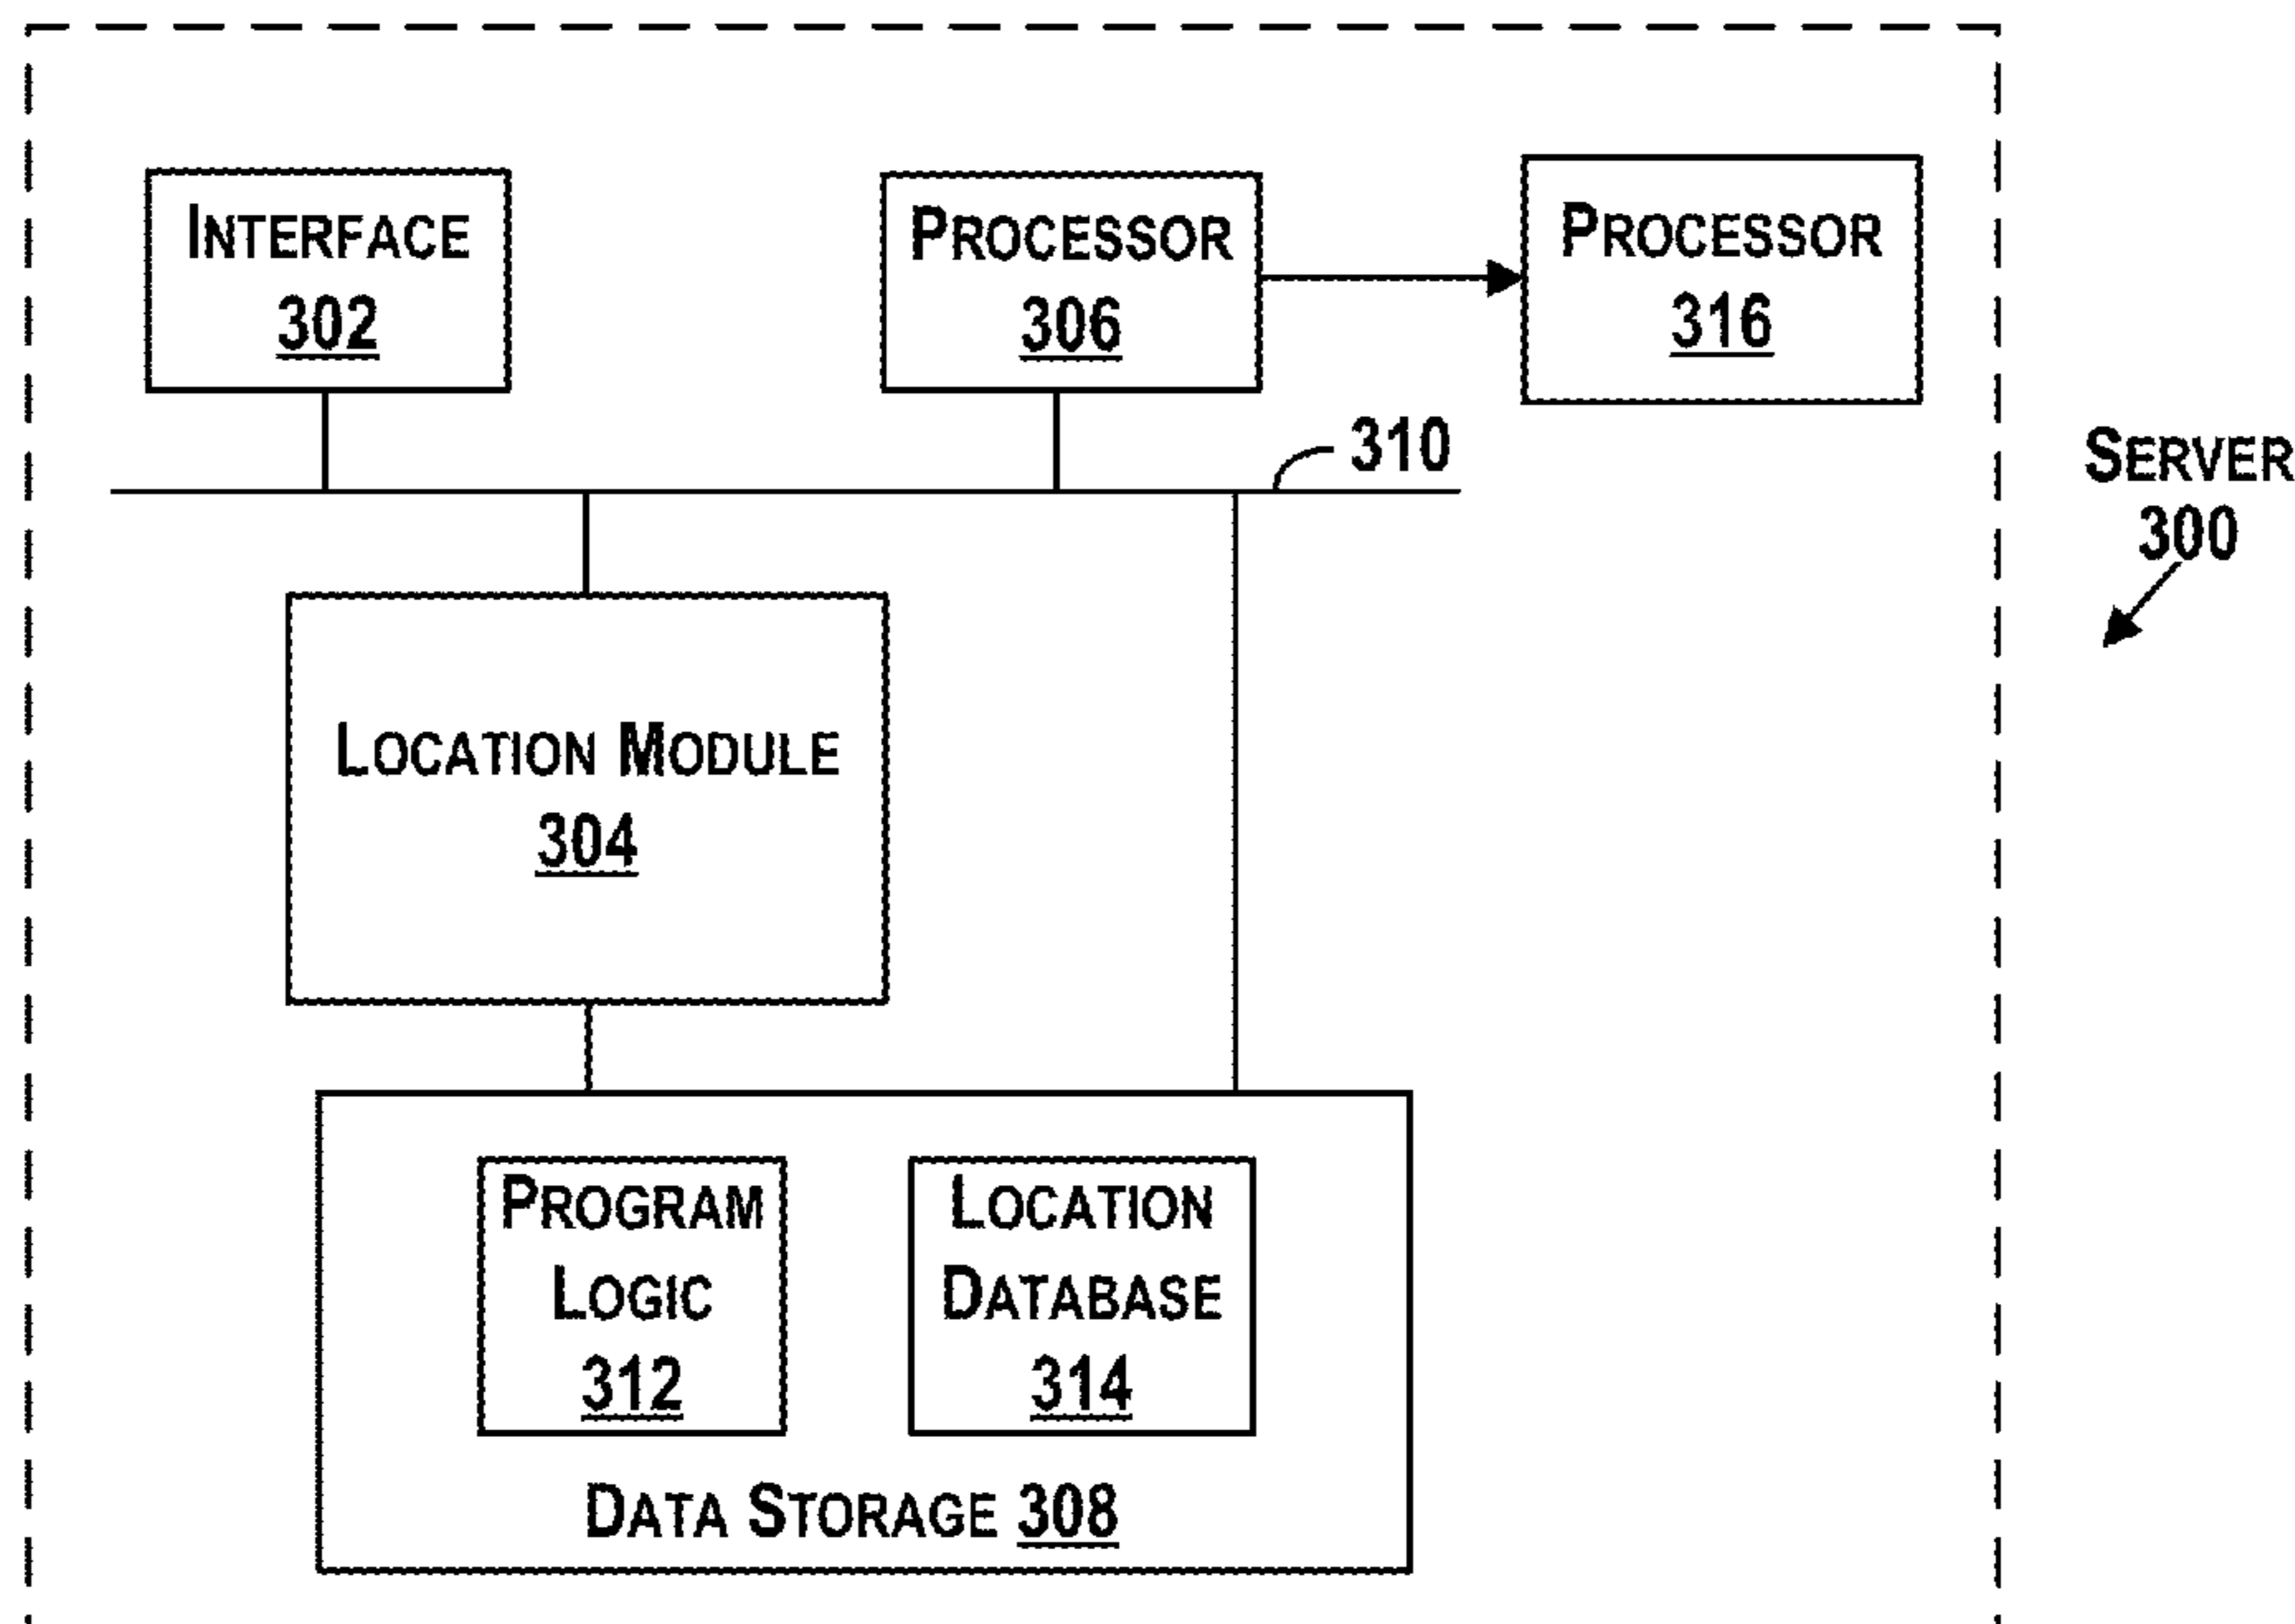 INTERFACE
302
PROCESSOR
306
PROCESSOR
316
310
SERVER
300
LOCATION MODULE
304
PROGRAM
LOGIC
312
LOCATION
DATABASE
314
DATA STORAGE 308